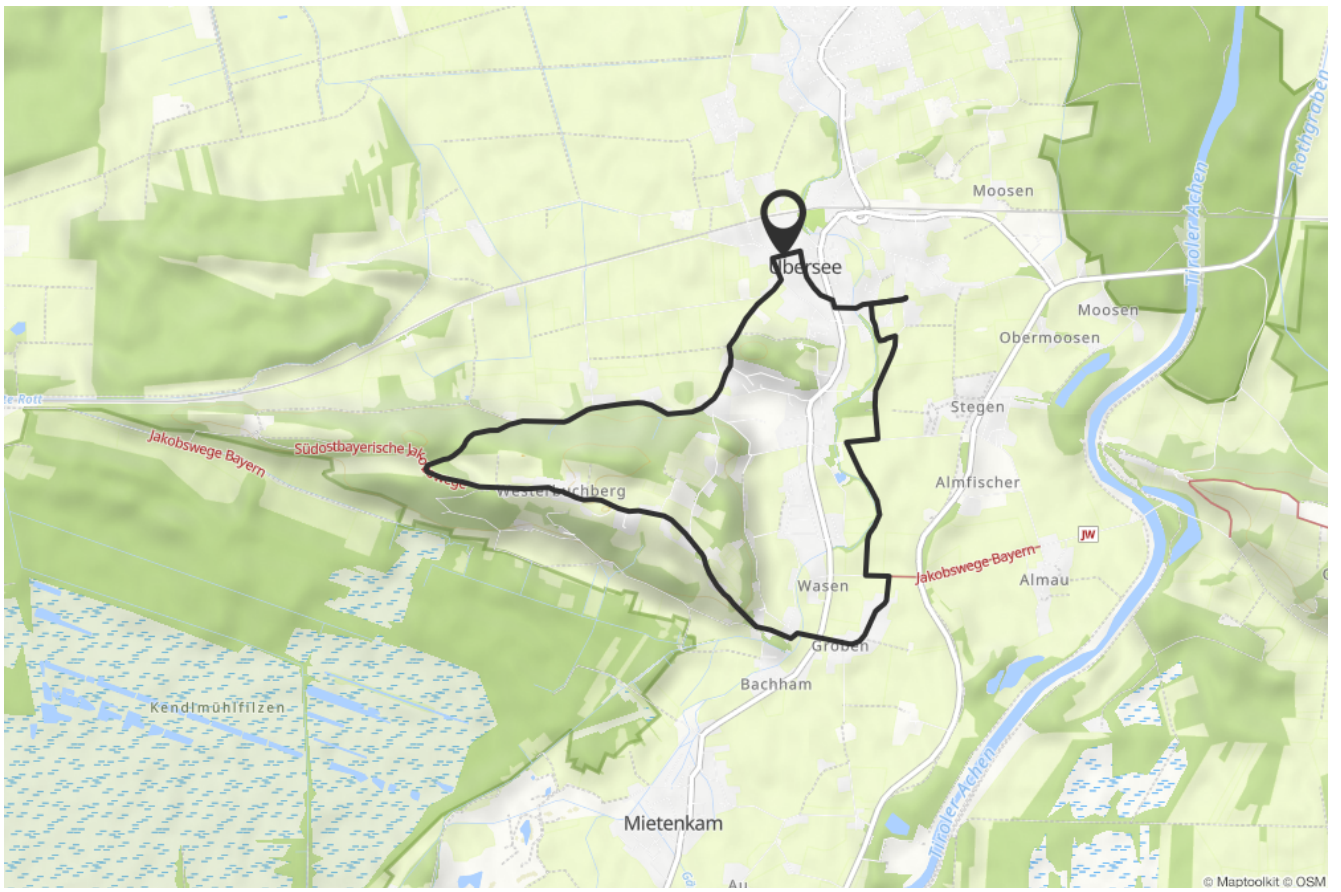 Moosen
Rothgraben
Tiroler Achen
Übersee
Moosen
Obermoosen
Stegen
Jakobswege Bayern
Südostbayerische Jakobswege
Westerbuchberg
Almfischer
JW
Jakobswege Bayern
Almau
Wasen
Groben
Bachham
Kendlmühlfilzen
Tiroler Achen
Mietenkam
Au
© Maptoolkit © OSM